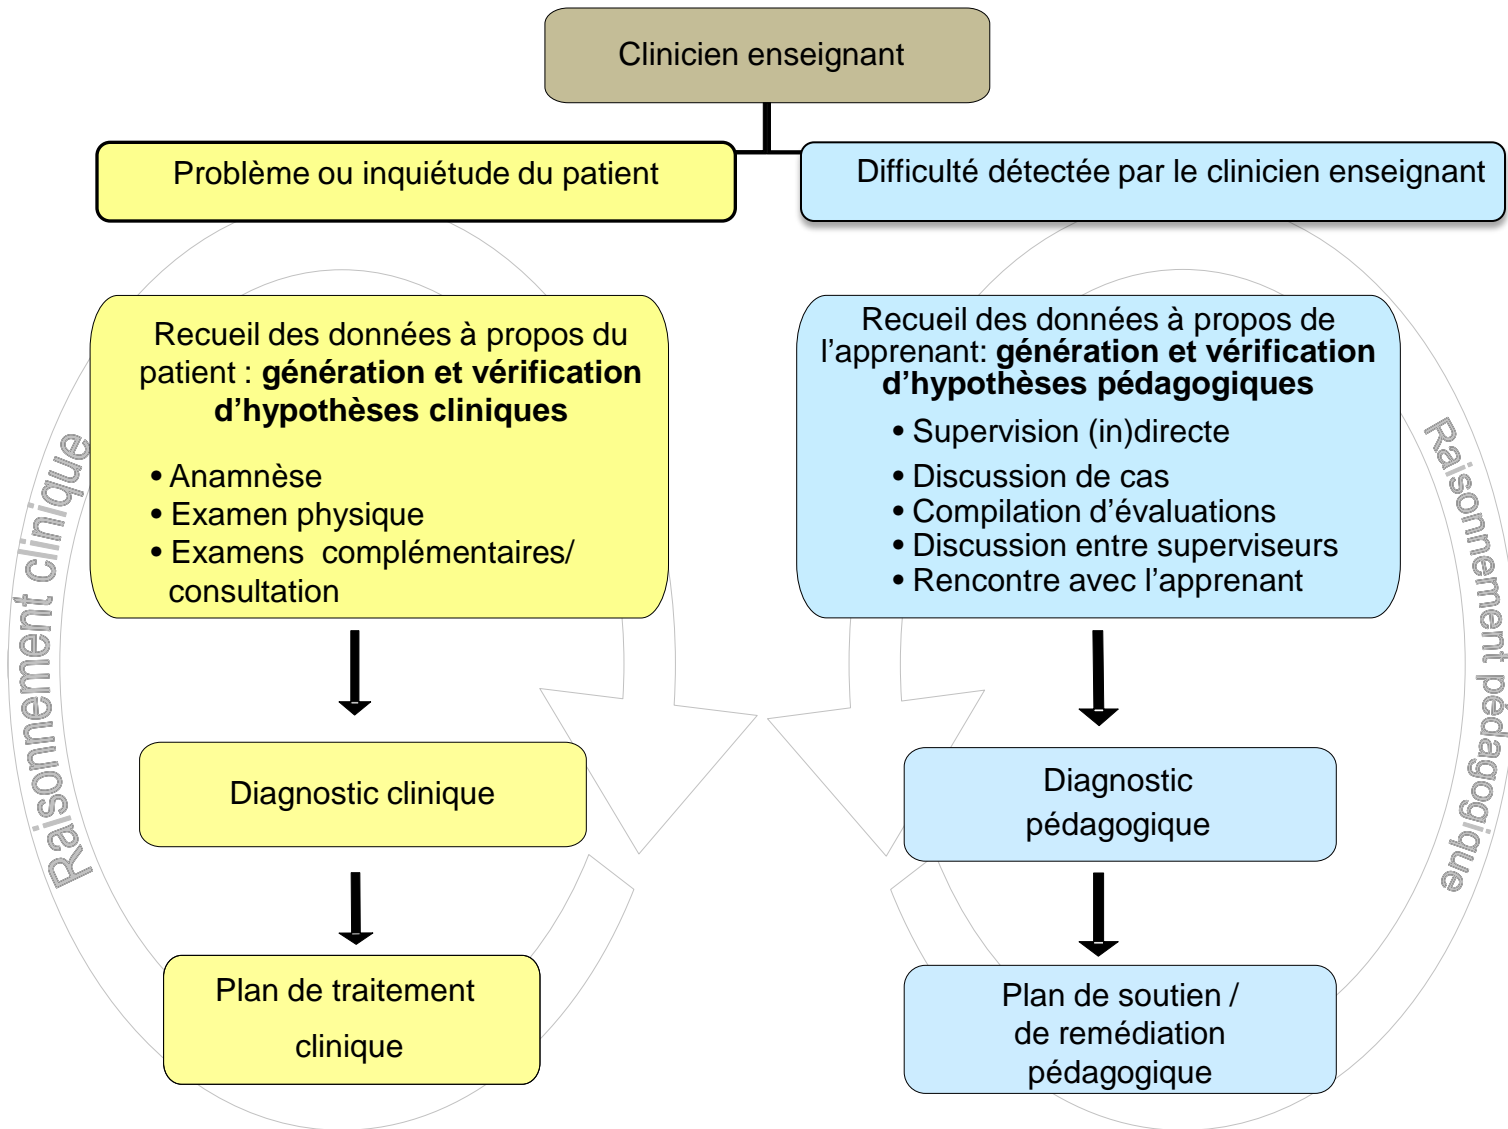 Clinicien enseignant
Problème ou inquiétude du patient
Difficulté détectée par le clinicien enseignant
Recueil des données à propos du
patient : génération et vérification
d’hypothèses cliniques
• Anamnèse
• Examen physique
• Examens complémentaires/
consultation
Recueil des données à propos de
l’apprenant: génération et vérification
d’hypothèses pédagogiques
• Supervision (in)directe
• Discussion de cas
• Compilation d’évaluations
• Discussion entre superviseurs
• Rencontre avec l’apprenant
Raisonnement clinique
Raisonnement pédagogique
Diagnostic clinique
Diagnostic
pédagogique
Plan de traitement
clinique
Plan de soutien /
de remédiation
pédagogique